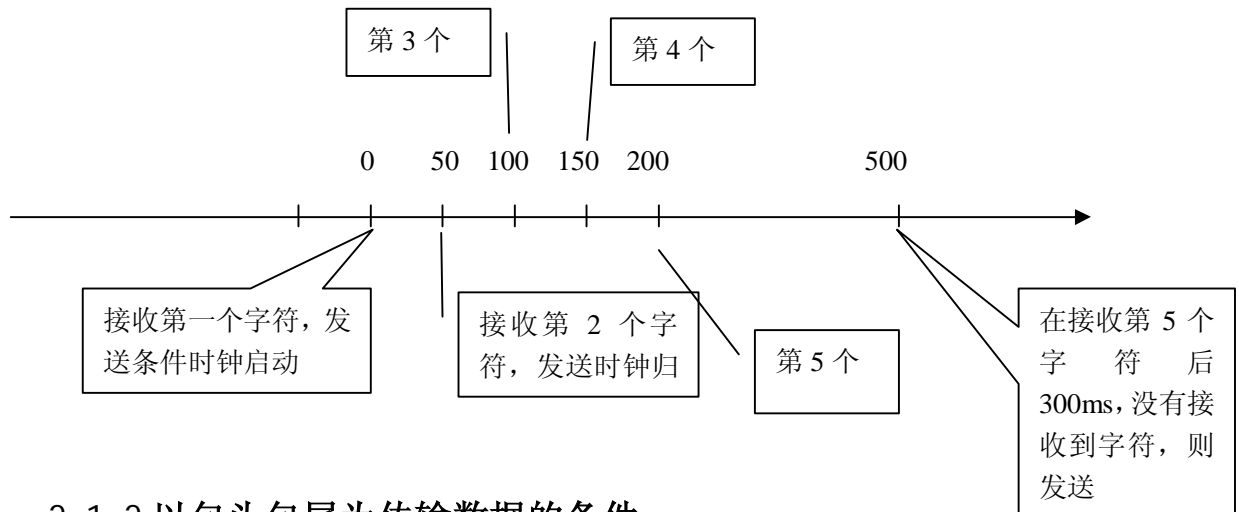 第 3 个
第 4 个
0 50 100 150 200 500
接收第一个字符，发
送条件时钟启动
接收第 2 个字
符，发送时钟归
第 5 个
在接收第 5 个
字符后
300ms，没有接
收到字符，则
发送